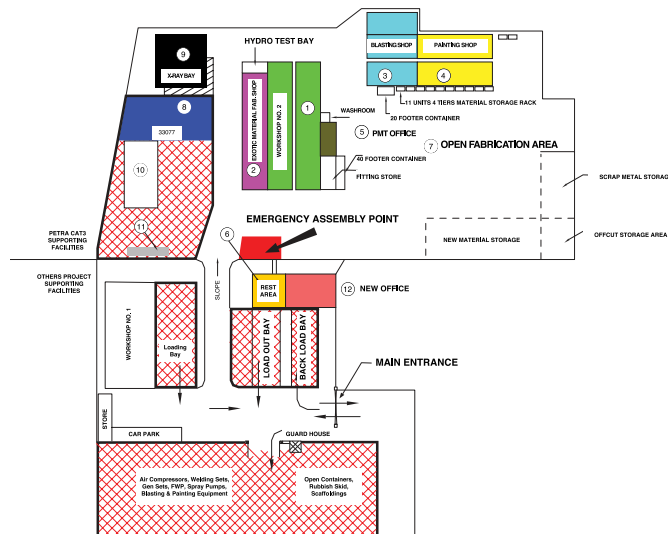 HYDRO TEST BAY
BLASTING SHOP
PAINTING SHOP
9
X-RAY BAY
3
4
8
1
11 UNITS 4 TIERS MATERIAL STORAGE RACK
20 FOOTER CONTAINER
WASHROOM
33077
EXOTIC MATERIAL FAB. SHOP
WORKSHOP NO. 2
5
PMT OFFICE
7
OPEN FABRICATION AREA
10
2
40 FOOTER CONTAINER
FITTING STORE
SCRAP METAL STORAG
EMERGENCY ASSEMBLY POINT
11
6
PETRA CAT3
SUPPORTING
FACILITIES
NEW MATERIAL STORAGE
OFFCUT STORAGE AREA
OTHERS PROJECT
SUPPORTING
FACILITIES
SLOPE
REST
AREA
12
NEW OFFICE
WORKSHOP NO. 1
Loading
Bay
LOAD OUT BAY
BACK LOAD BAY
MAIN ENTRANCE
STORE
CAR PARK
GUARD HOUSE
Air Compressors, Welding Sets,
Gen Sets, FWP, Spray Pumps,
Blasting & Painting Equipment
Open Containers,
Rubbish Skid,
Scaffoldings